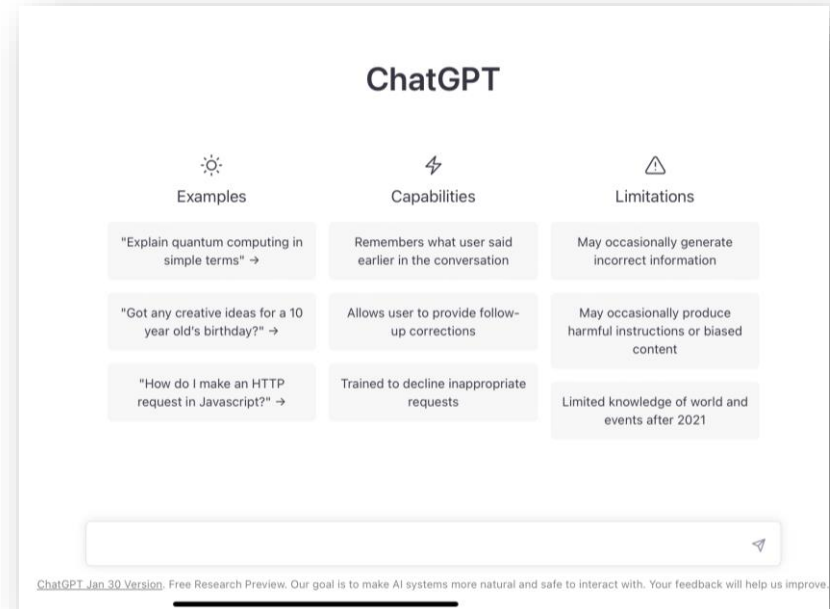 ChatGPT
Examples
"Explain quantum computing in
simple terms" →
"Got any creative ideas for a 10
year old's birthday?" →
"How do I make an HTTP
request in Javascript?" →
Capabilities
Remembers what user said
earlier in the conversation
Allows user to provide follow-
up corrections
Trained to decline inappropriate
requests
Limitations
May occasionally generate
incorrect information
May occasionally produce
harmful instructions or biased
content
Limited knowledge of world and
events after 2021
ChatGPT Jan 30 Version. Free Research Preview. Our goal is to make AI systems more natural and safe to interact with. Your feedback will help us improve.